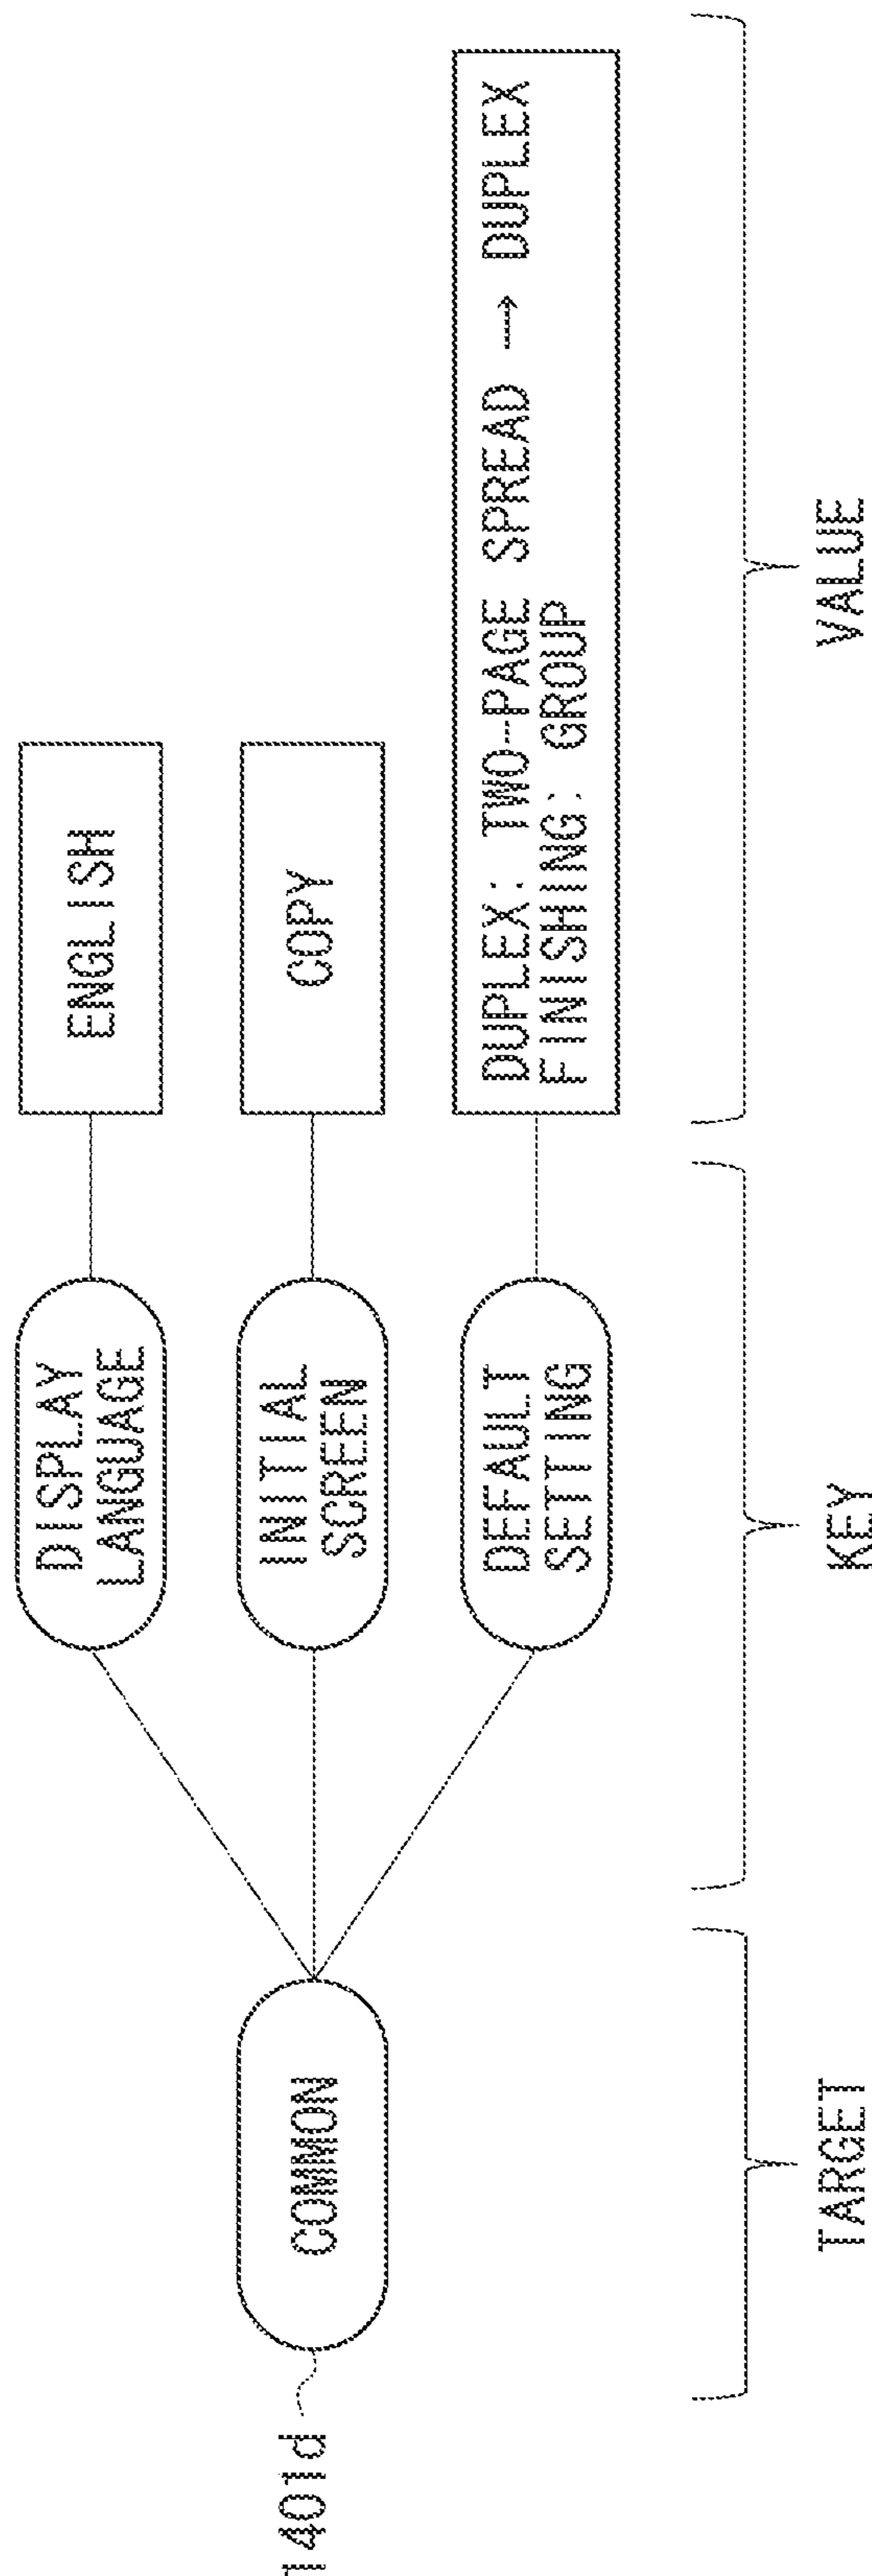 1401d
COMMON
DISPLAY
LANGUAGE
ENGLISH
INITIAL
SCREEN
COPY
DEFAULT
SETTING
DUPLEX: TWO-PAGE SPREAD → DUPLEX
FINISHING: GROUP
TARGET
KEY
VALUE